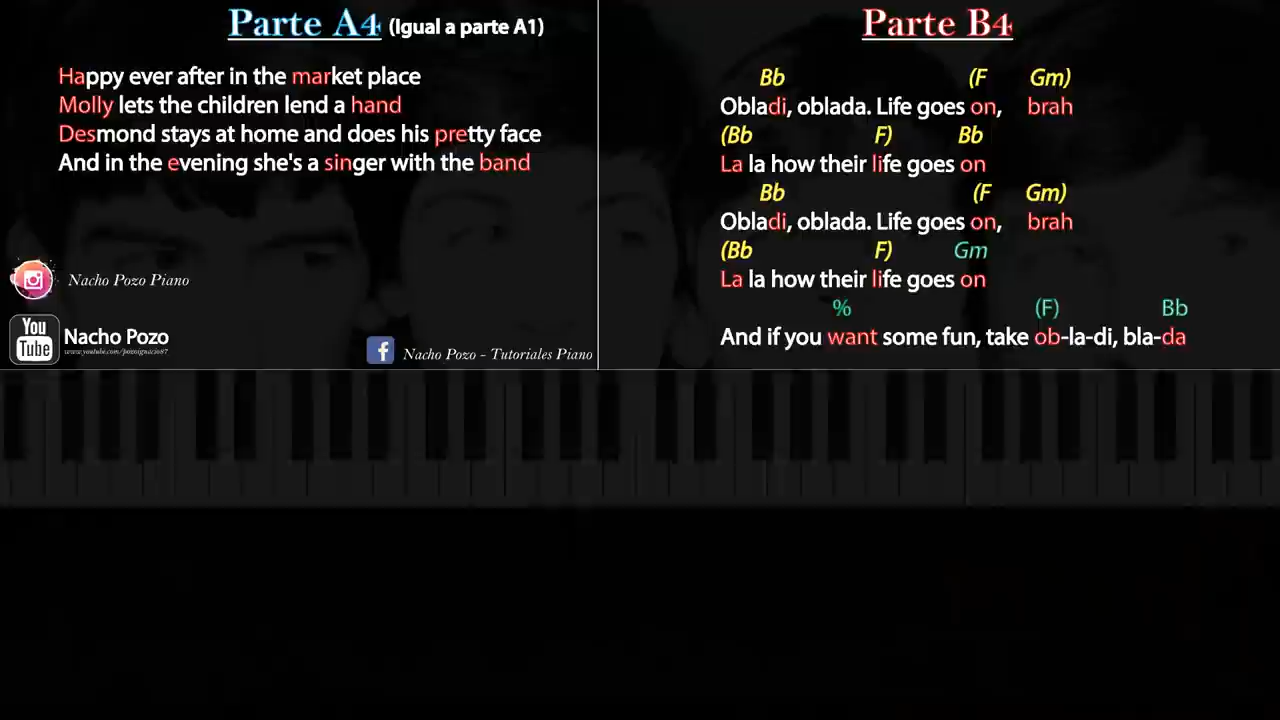 Parte A4 (Igual a parte A1)
Happy ever after in the market place
Molly lets the children lend a hand
Desmond stays at home and does his pretty face
And in the evening she's a singer with the band
Nacho Pozo Piano
You Tube
Nacho Pozo
www.youtube.com/pozoignacio87
Nacho Pozo - Tutoriales Piano
Parte B4
Bb (F Gm)
Obladi, oblada. Life goes on, brah
(Bb F) Bb
La la how their life goes on
Bb (F Gm)
Obladi, oblada. Life goes on, brah
(Bb F) Gm
La la how their life goes on
% (F) Bb
And if you want some fun, take ob-la-di, bla-da